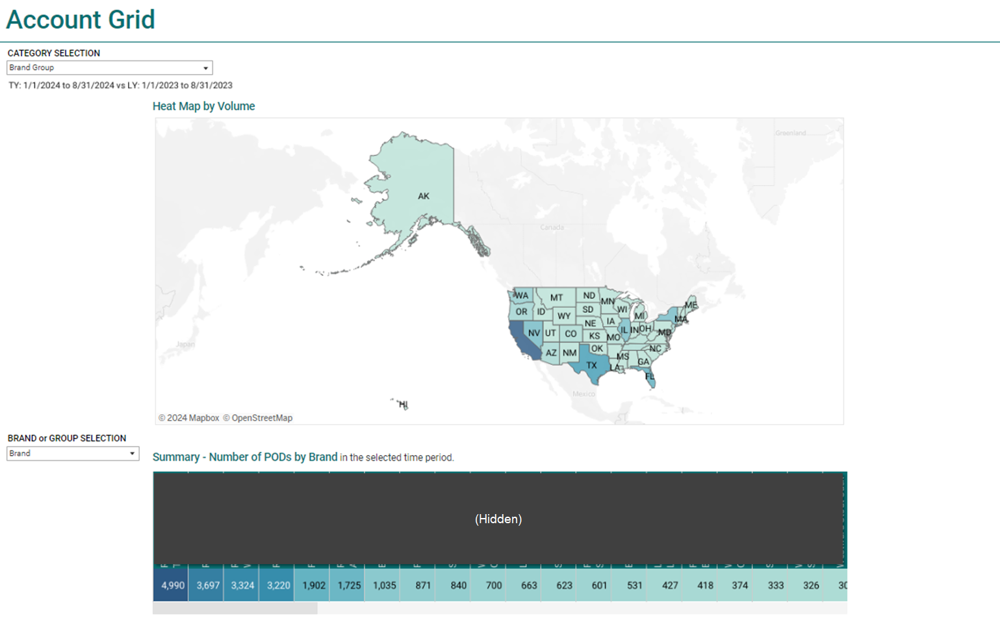 Account Grid
CATEGORY SELECTION
Brand Group
TY: 1/1/2024 to 8/31/2024 vs LY: 1/1/2023 to 8/31/2023
Heat Map by Volume
Greenland
AK
Canada
WA MT ND MN ME
OR ID WY SD WI MI MA
NV UT CO NE IA IL IN OH MD
KS MO
AZ NM OK MS NC
TX LA GA
FL
Japan
Mexico
HI
© 2024 Mapbox © OpenStreetMap
BRAND or GROUP SELECTION
Brand
Summary - Number of PODs by Brand in the selected time period.
(Hidden)
4,990 3,697 3,324 3,220 1,902 1,725 1,035 871 840 700 663 623 601 531 427 418 374 333 326